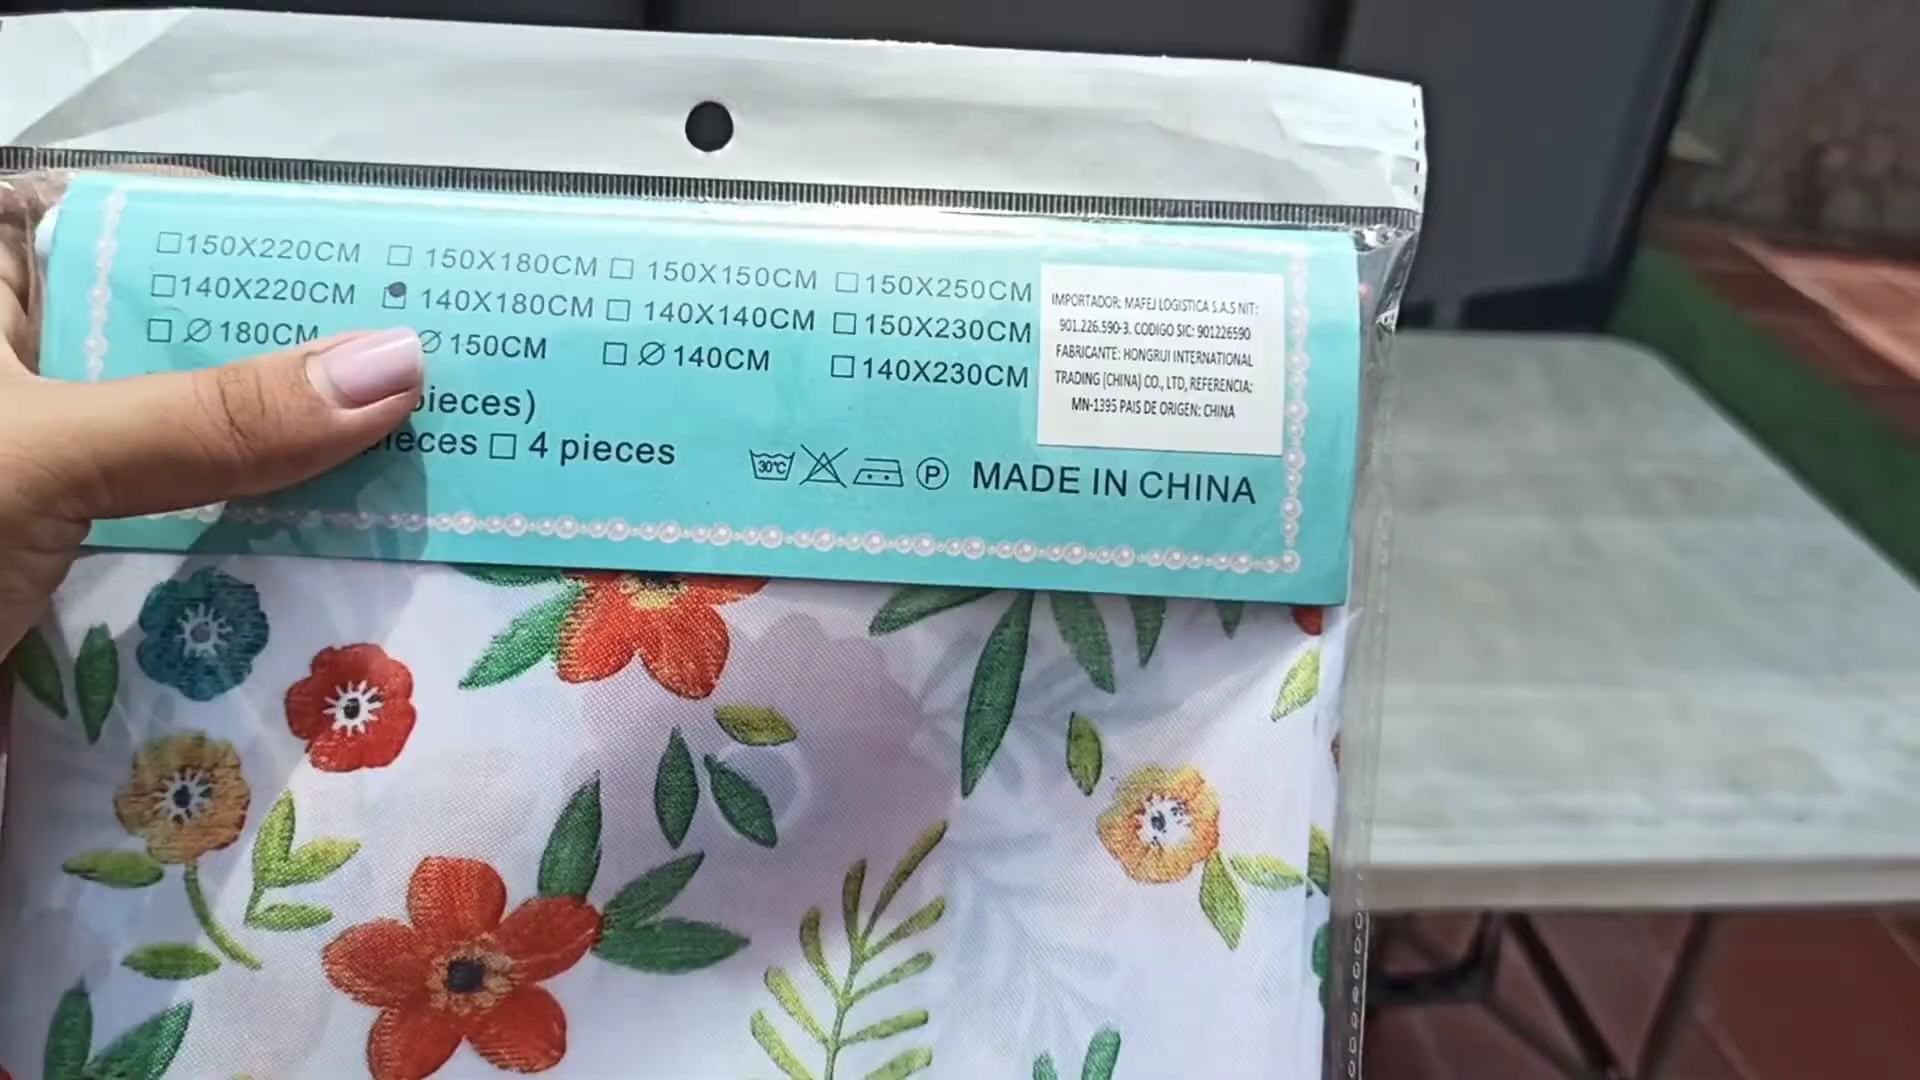 150X220CM 150X180CM 150X150CM 150X250CM
140X220CM 140X180CM 140X140CM 150X230CM
Ø180CM Ø150CM Ø140CM 140X230CM
pieces)
pieces 4 pieces
30°C P MADE IN CHINA
IMPORTADOR: MAFEJ LOGISTICA S.A.S NIT:
901.226.590-3. CODIGO SIC: 901226590
FABRICANTE: HONGRUI INTERNATIONAL
TRADING (CHINA) CO., LTD, REFERENCIA:
MN-1395 PAIS DE ORIGEN: CHINA